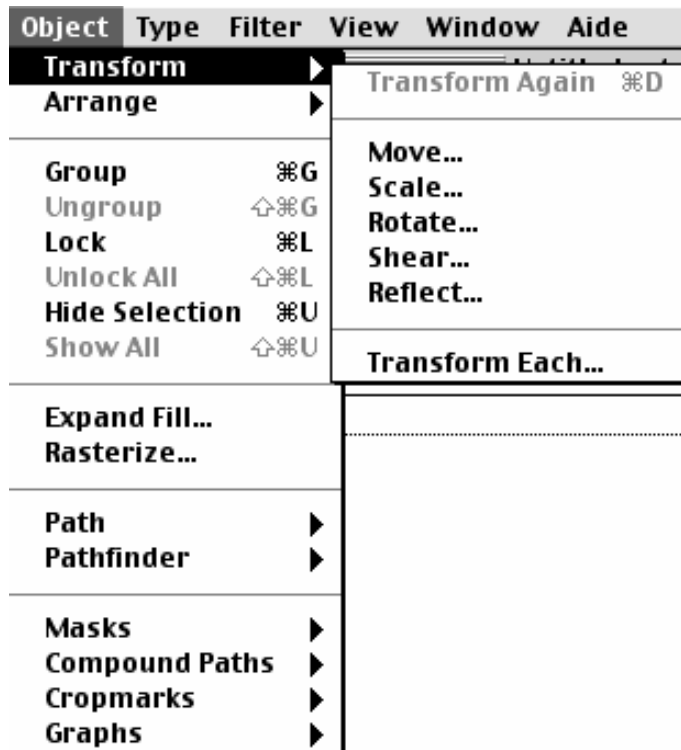 Object Type Filter View Window Aide
Transform
Arrange
Group ⌘G
Ungroup ⇧⌘G
Lock ⌘L
Unlock All ⇧⌘L
Hide Selection ⌘U
Show All ⇧⌘U
Expand Fill...
Rasterize...
Path
Pathfinder
Masks
Compound Paths
Cropmarks
Graphs
Transform Again ⌘D
Move...
Scale...
Rotate...
Shear...
Reflect...
Transform Each...